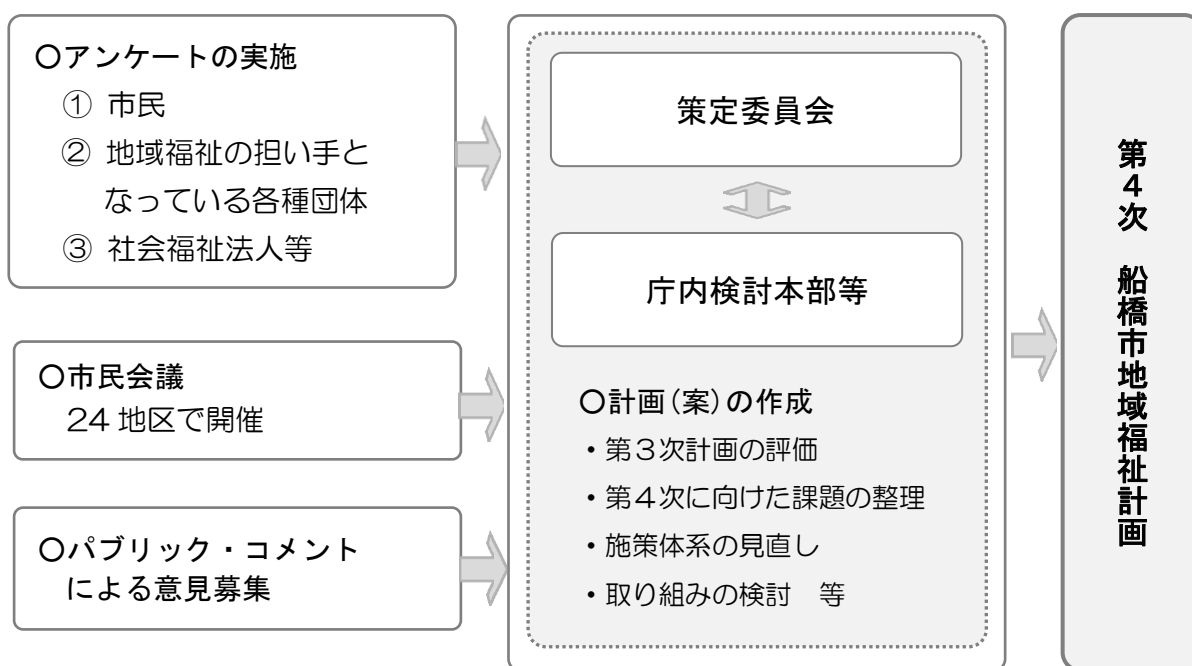 〇アンケートの実施
① 市民
② 地域福祉の担い手と
なっている各種団体
③ 社会福祉法人等
〇市民会議
24 地区で開催
〇パブリック・コメント
による意見募集
策定委員会
庁内検討本部等
〇計画(案)の作成
・第3次計画の評価
・第4次に向けた課題の整理
・施策体系の見直し
・取り組みの検討　等
第4次　船橋市地域福祉計画